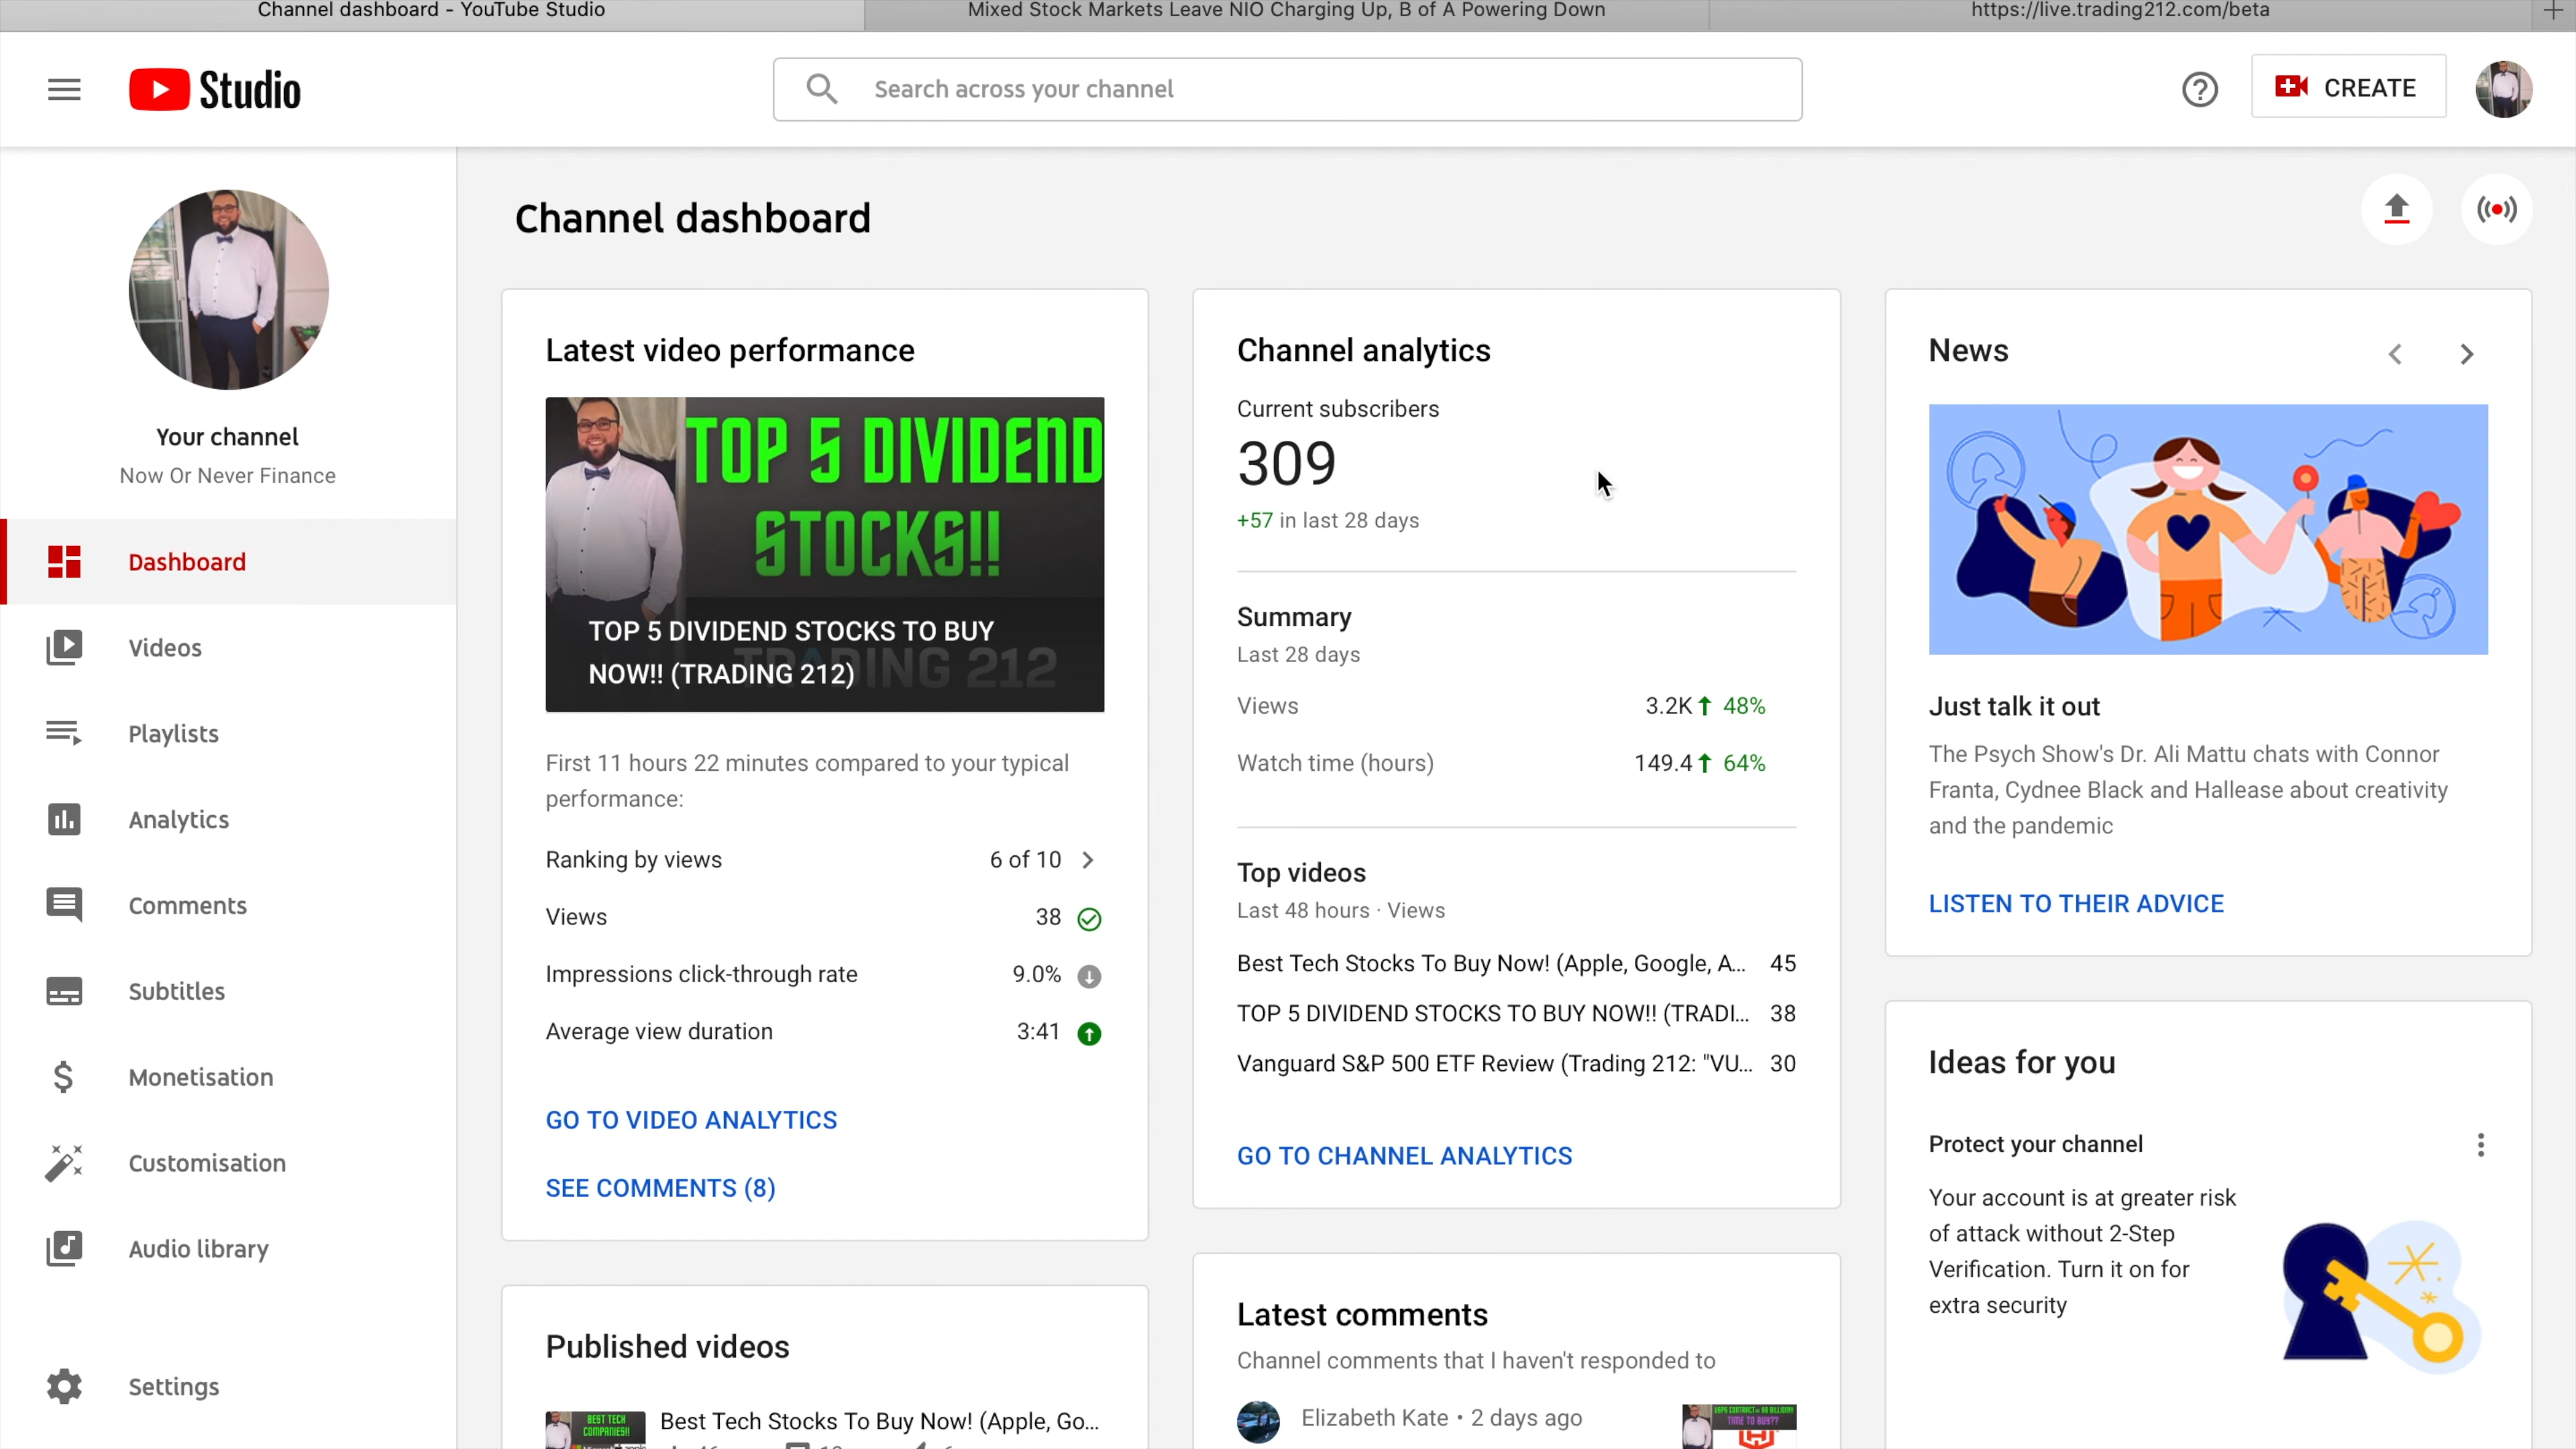 Channel dashboard - YouTube Studio
Mixed Stock Markets Leave NIO Charging Up, B of A Powering Down
https://live.trading212.com/beta
Studio
Search across your channel
CREATE
Your channel
Now Or Never Finance
Dashboard
Videos
Playlists
Analytics
Comments
Subtitles
Monetisation
Customisation
Audio library
Settings
Channel dashboard
Latest video performance
TOP 5 DIVIDEND
STOCKS!!
TRADING 212
TOP 5 DIVIDEND STOCKS TO BUY
NOW!! (TRADING 212)
First 11 hours 22 minutes compared to your typical
performance:
Ranking by views 6 of 10
Views 38
Impressions click-through rate 9.0%
Average view duration 3:41
GO TO VIDEO ANALYTICS
SEE COMMENTS (8)
Published videos
BEST TECH
COMPANIES!!
Best Tech Stocks To Buy Now! (Apple, Go...
Channel analytics
Current subscribers
309
+57 in last 28 days
Summary
Last 28 days
Views 3.2K 48%
Watch time (hours) 149.4 64%
Top videos
Last 48 hours · Views
Best Tech Stocks To Buy Now! (Apple, Google, A... 45
TOP 5 DIVIDEND STOCKS TO BUY NOW!! (TRADI... 38
Vanguard S&P 500 ETF Review (Trading 212: "VU... 30
GO TO CHANNEL ANALYTICS
Latest comments
Channel comments that I haven't responded to
Elizabeth Kate • 2 days ago
TIME TO BUY??
News
Just talk it out
The Psych Show's Dr. Ali Mattu chats with Connor
Franta, Cydnee Black and Hallease about creativity
and the pandemic
LISTEN TO THEIR ADVICE
Ideas for you
Protect your channel
Your account is at greater risk
of attack without 2-Step
Verification. Turn it on for
extra security